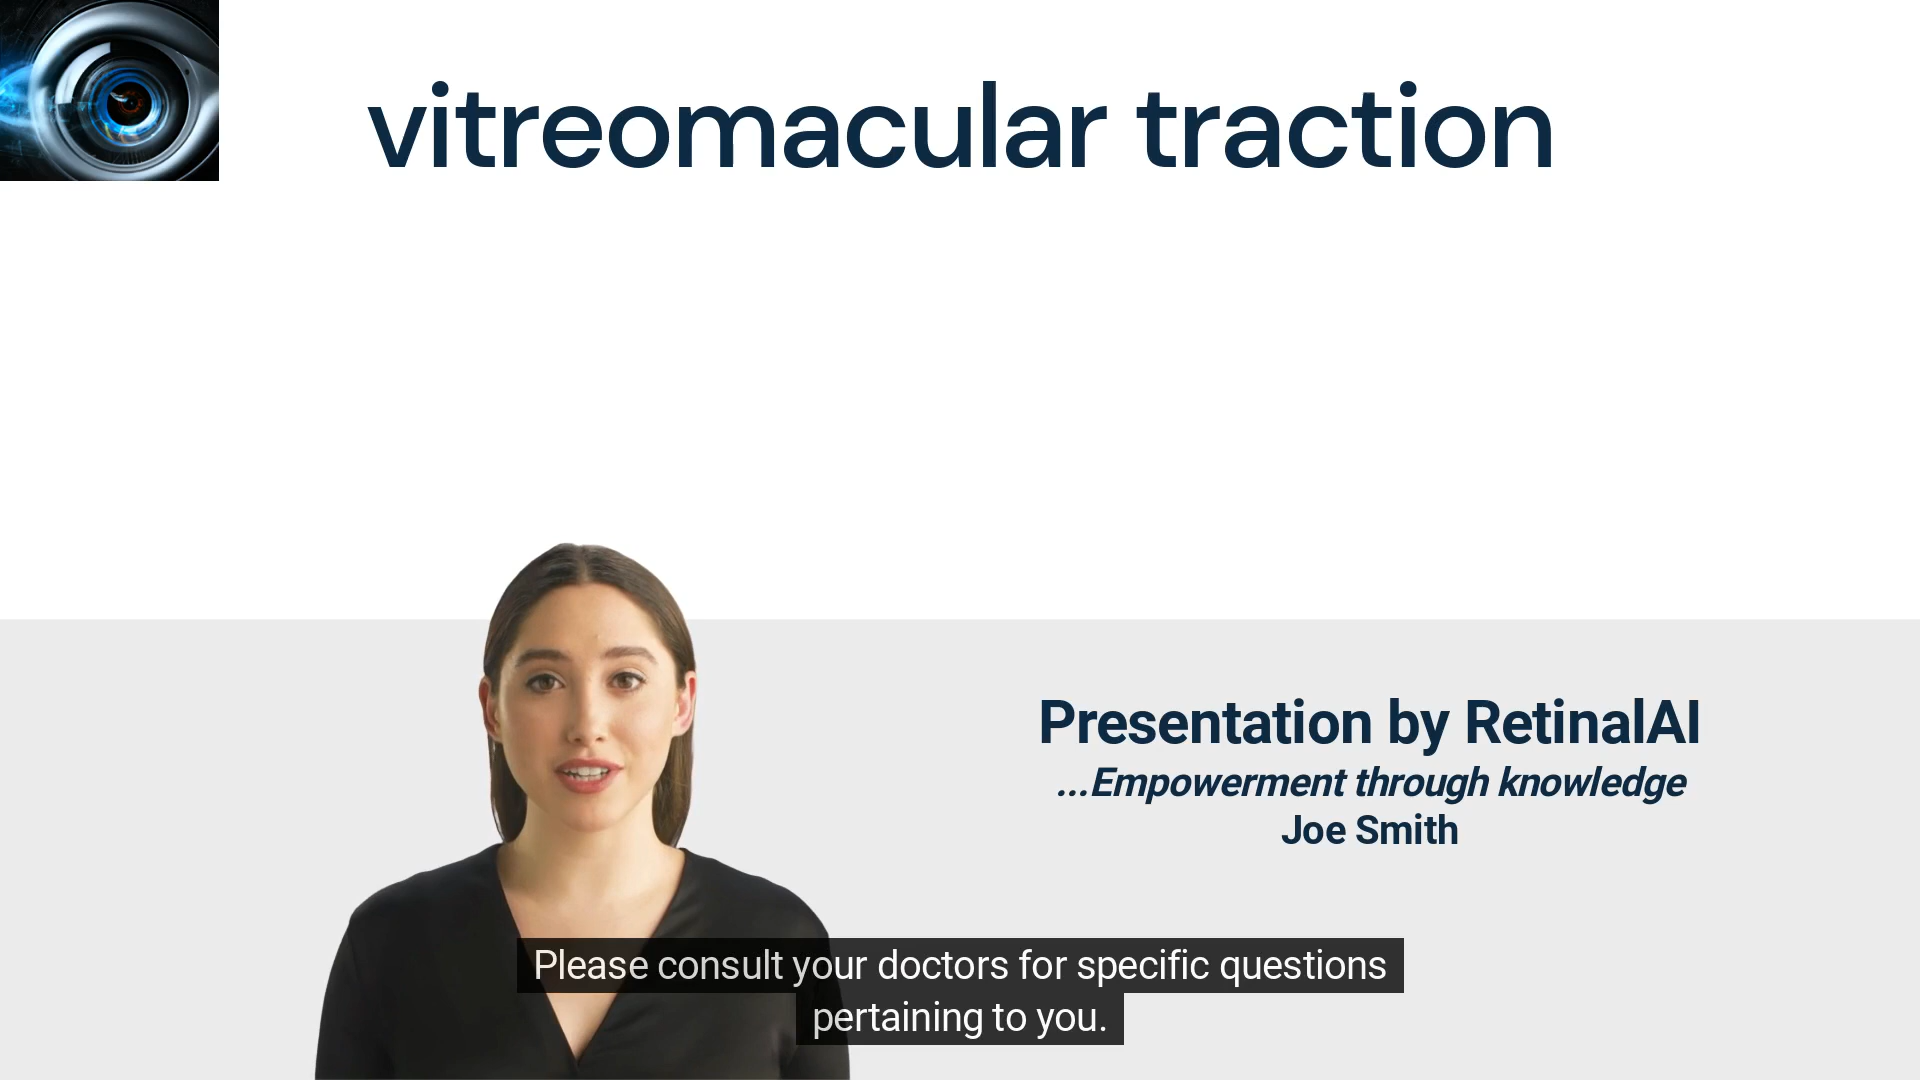 vitreomacular traction
Presentation by RetinalAI
...Empowerment through knowledge
Joe Smith
Please consult your doctors for specific questions
pertaining to you.